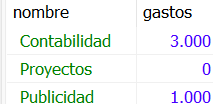 nombre gastos
Contabilidad 3.000
Proyectos 0
Publicidad 1.000